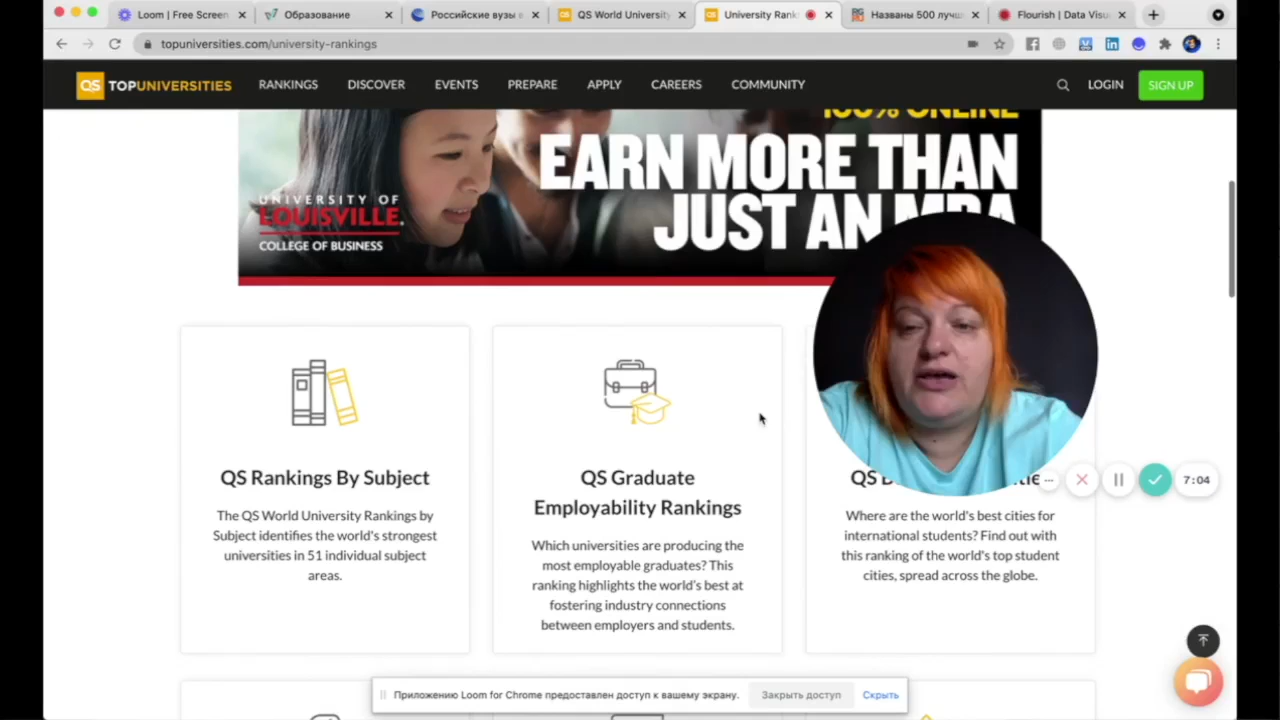 Loom | Free Screen
Образование
Российские вузы в
QS World University
University Rank
Названы 500 лучш
Flourish | Data Visu
topuniversities.com/university-rankings
QS TOPUNIVERSITIES
RANKINGS
DISCOVER
EVENTS
PREPARE
APPLY
CAREERS
COMMUNITY
LOGIN
SIGN UP
100% ONLINE
EARN MORE THAN
JUST AN MBA
UNIVERSITY OF
LOUISVILLE.
COLLEGE OF BUSINESS
QS Rankings By Subject
The QS World University Rankings by
Subject identifies the world's strongest
universities in 51 individual subject
areas.
QS Graduate
Employability Rankings
Which universities are producing the
most employable graduates? This
ranking highlights the world's best at
fostering industry connections
between employers and students.
QS
Where are the world's best cities for
international students? Find out with
this ranking of the world's top student
cities, spread across the globe.
7:04
Приложению Loom for Chrome предоставлен доступ к вашему экрану.
Закрыть доступ
Скрыть